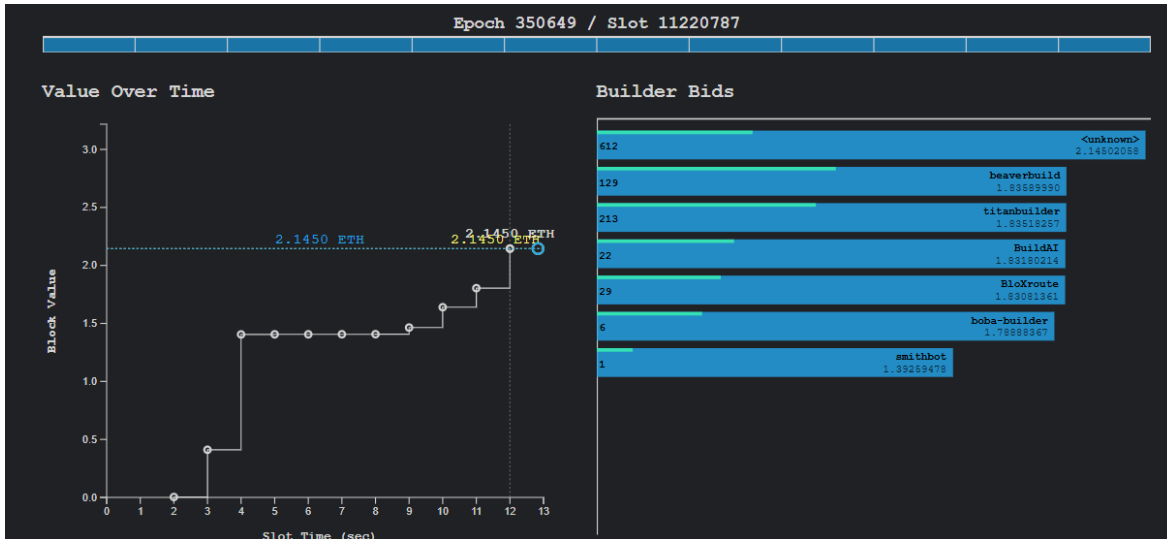 Epoch 350649 / Slot 11220787
Value Over Time
3.0
2.5
2.0
1.5
1.0
0.5
0.0
Block Value
2.1450 ETH
2.1450 ETH
2.1450 ETH
0 1 2 3 4 5 6 7 8 9 10 11 12 13
Slot Time (sec)
Builder Bids
612 <unknown>
2.14502058
129 beaverbuild
1.83589990
213 titanbuilder
1.83518257
22 BuildAI
1.83180214
29 BloXroute
1.83081361
6 boba-builder
1.78888367
1 smithbot
1.39259478